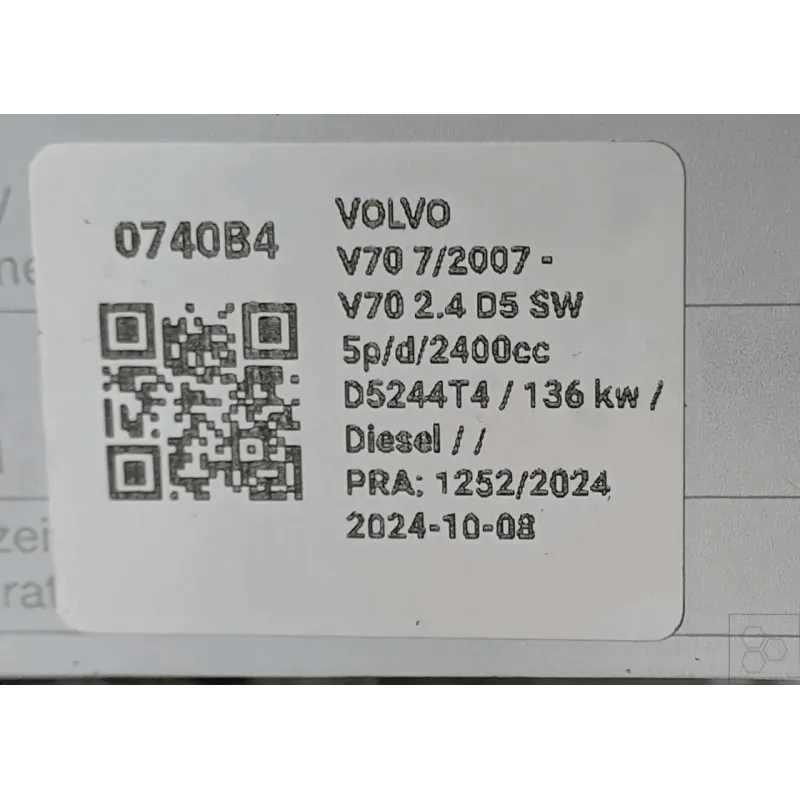 0740B4
VOLVO
V70 7/2007 -
V70 2.4 D5 SW
5p/d/2400cc
D5244T4 / 136 kw /
Diesel / /
PRA: 1252/2024
2024-10-08